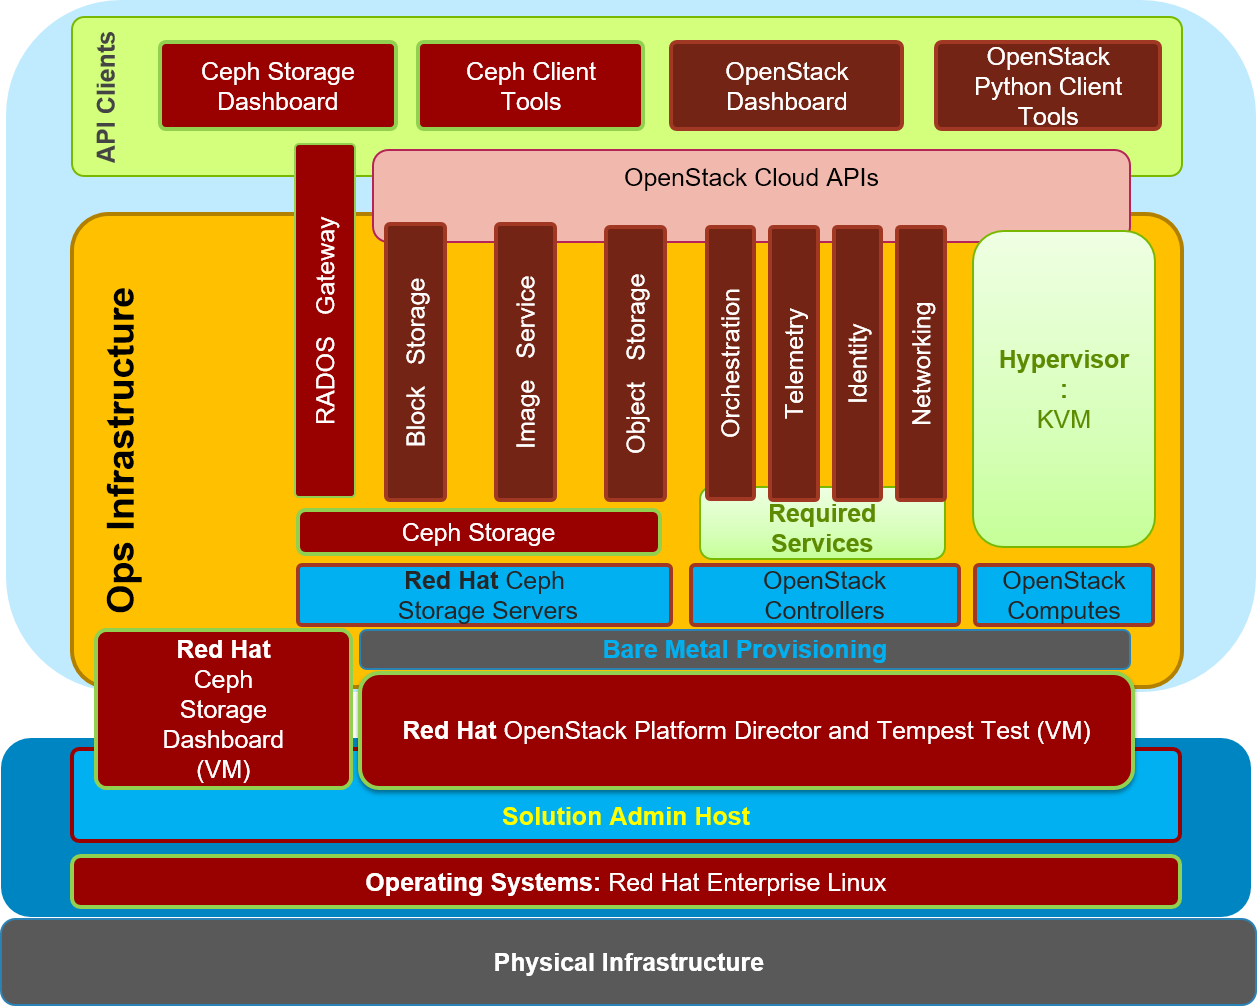 API Clients
Ceph Storage
Dashboard
Ceph Client
Tools
OpenStack
Dashboard
OpenStack
Python Client
Tools
OpenStack Cloud APIs
Ops Infrastructure
RADOS Gateway
Block Storage
Image Service
Object Storage
Orchestration
Telemetry
Identity
Networking
Hypervisor
:
KVM
Ceph Storage
Required
Services
Red Hat Ceph
Storage Servers
OpenStack
Controllers
OpenStack
Computes
Red Hat
Ceph
Storage
Dashboard
(VM)
Bare Metal Provisioning
Red Hat OpenStack Platform Director and Tempest Test (VM)
Solution Admin Host
Operating Systems: Red Hat Enterprise Linux
Physical Infrastructure